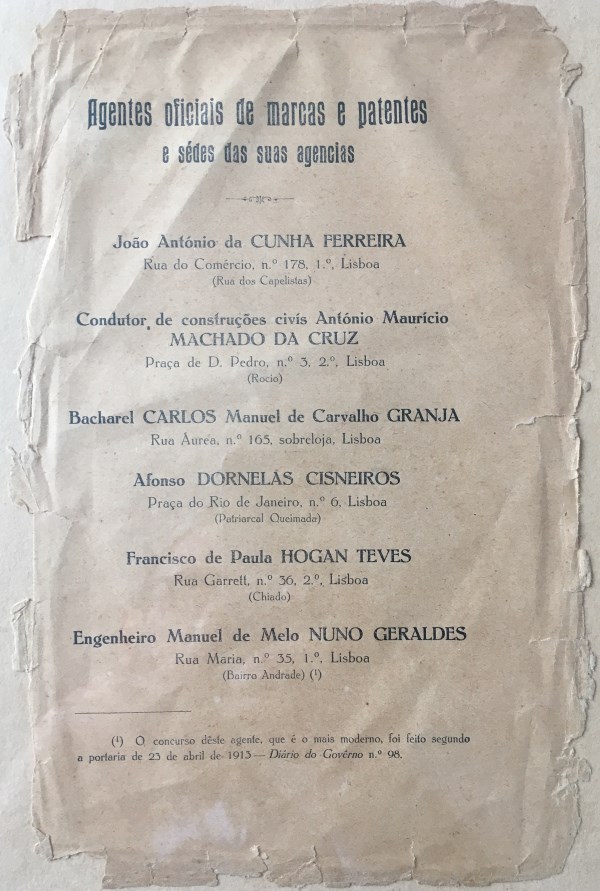 Agentes oficiais de marcas e patentes
e sédes das suas agencias
João António da CUNHA FERREIRA
Rua do Comércio, n.º 178, 1.º, Lisboa
(Rua dos Capelistas)
Condutor de construções civis António Maurício
MACHADO DA CRUZ
Praça de D. Pedro, n.º 3, 2.º, Lisboa
(Rocio)
Bacharel CARLOS Manuel de Carvalho GRANJA
Rua Áurea, n.º 165, sobreloja, Lisboa
Afonso DORNELAS CISNEIROS
Praça do Rio de Janeiro, n.º 6, Lisboa
(Patriarcal Queimada)
Francisco de Paula HOGAN TEVES
Rua Garrett, n.º 36, 2.º, Lisboa
(Chiado)
Engenheiro Manuel de Melo NUNO GERALDES
Rua Maria, n.º 35, 1.º, Lisboa
(Bairro Andrade) (¹)
(¹) O concurso dêste agente, que é o mais moderno, foi feito segundo
a portaria de 23 de abril de 1913 — Diário do Govêrno n.º 98.